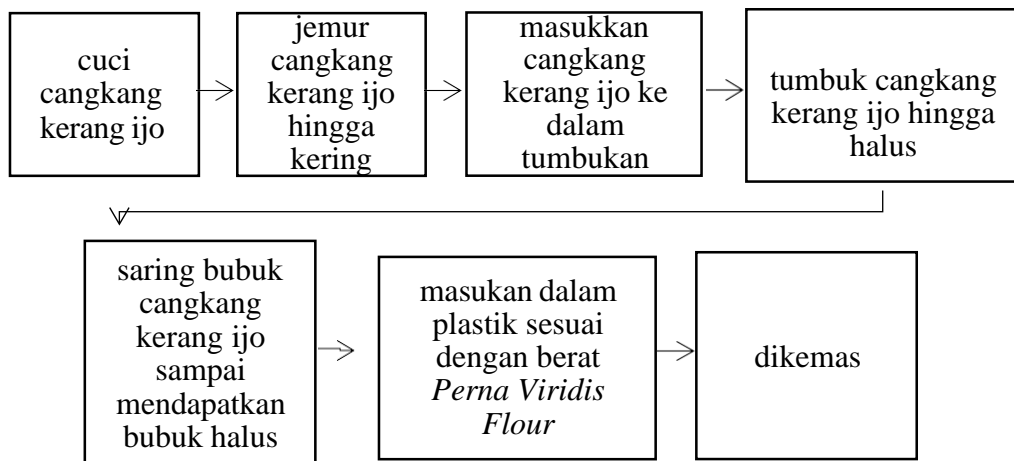 cuci
cangkang
kerang ijo
jemur
cangkang
kerang ijo
hingga
kering
masukkan
cangkang
kerang ijo ke
dalam
tumbukan
tumbuk cangkang
kerang ijo hingga
halus
saring bubuk
cangkang
kerang ijo
sampai
mendapatkan
bubuk halus
masukan dalam
plastik sesuai
dengan berat
Perna Viridis
Flour
dikemas